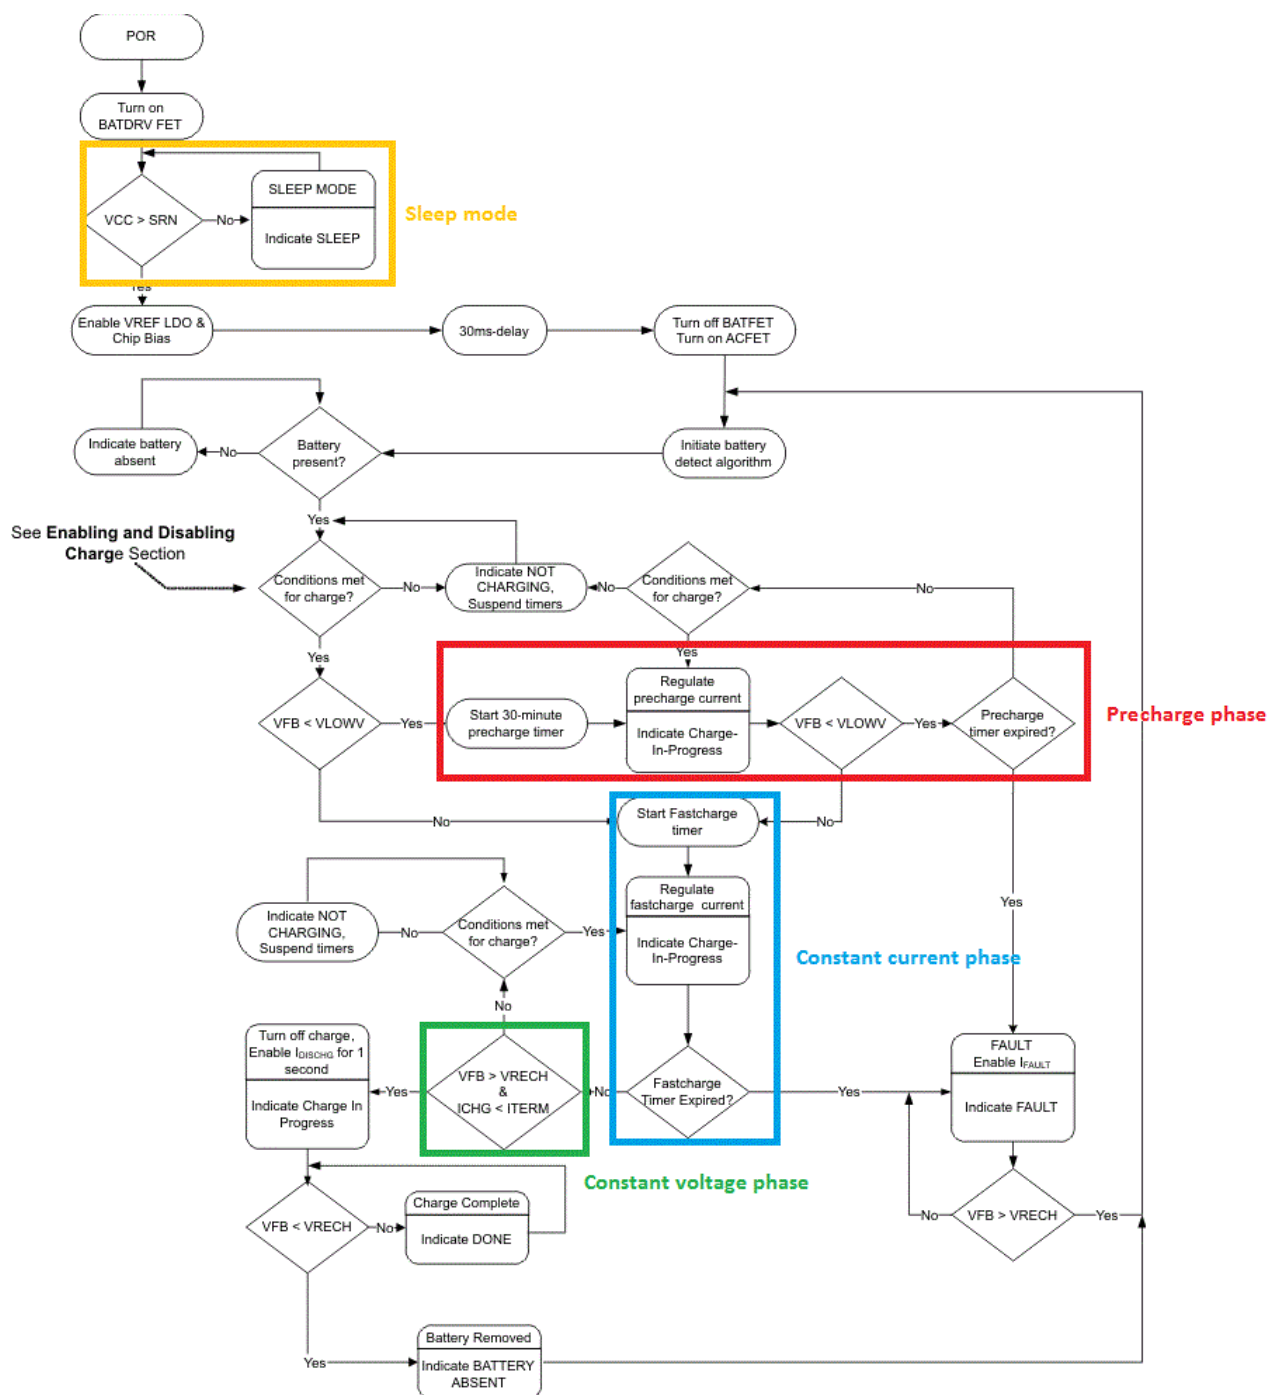 POR
Turn on
BATDRV FET
VCC > SRN
No
SLEEP MODE
Indicate SLEEP
Sleep mode
Yes
Enable VREF LDO &
Chip Bias
30ms-delay
Turn off BATFET
Turn on ACFET
Indicate battery
absent
No
Battery
present?
Initiate battery
detect algorithm
Yes
See Enabling and Disabling
Charge Section
Conditions met
for charge?
No
Indicate NOT
CHARGING,
Suspend timers
No
Conditions met
for charge?
No
Yes
Yes
VFB < VLOWV
Yes
Start 30-minute
precharge timer
Regulate
precharge current
Indicate Charge-
In-Progress
VFB < VLOWV
Yes
Precharge
timer expired?
Precharge phase
No
Start Fastcharge
timer
No
Indicate NOT
CHARGING,
Suspend timers
No
Conditions met
for charge?
Yes
Regulate
fastcharge current
Indicate Charge-
In-Progress
Yes
Constant current phase
No
Turn off charge,
Enable IDISCHG for 1
second
Indicate Charge In
Progress
Yes
VFB > VRECH
&
ICHG < ITERM
No
Fastcharge
Timer Expired?
Yes
FAULT
Enable IFAULT
Indicate FAULT
Constant voltage phase
VFB < VRECH
No
Charge Complete
Indicate DONE
No
VFB > VRECH
Yes
Yes
Battery Removed
Indicate BATTERY
ABSENT